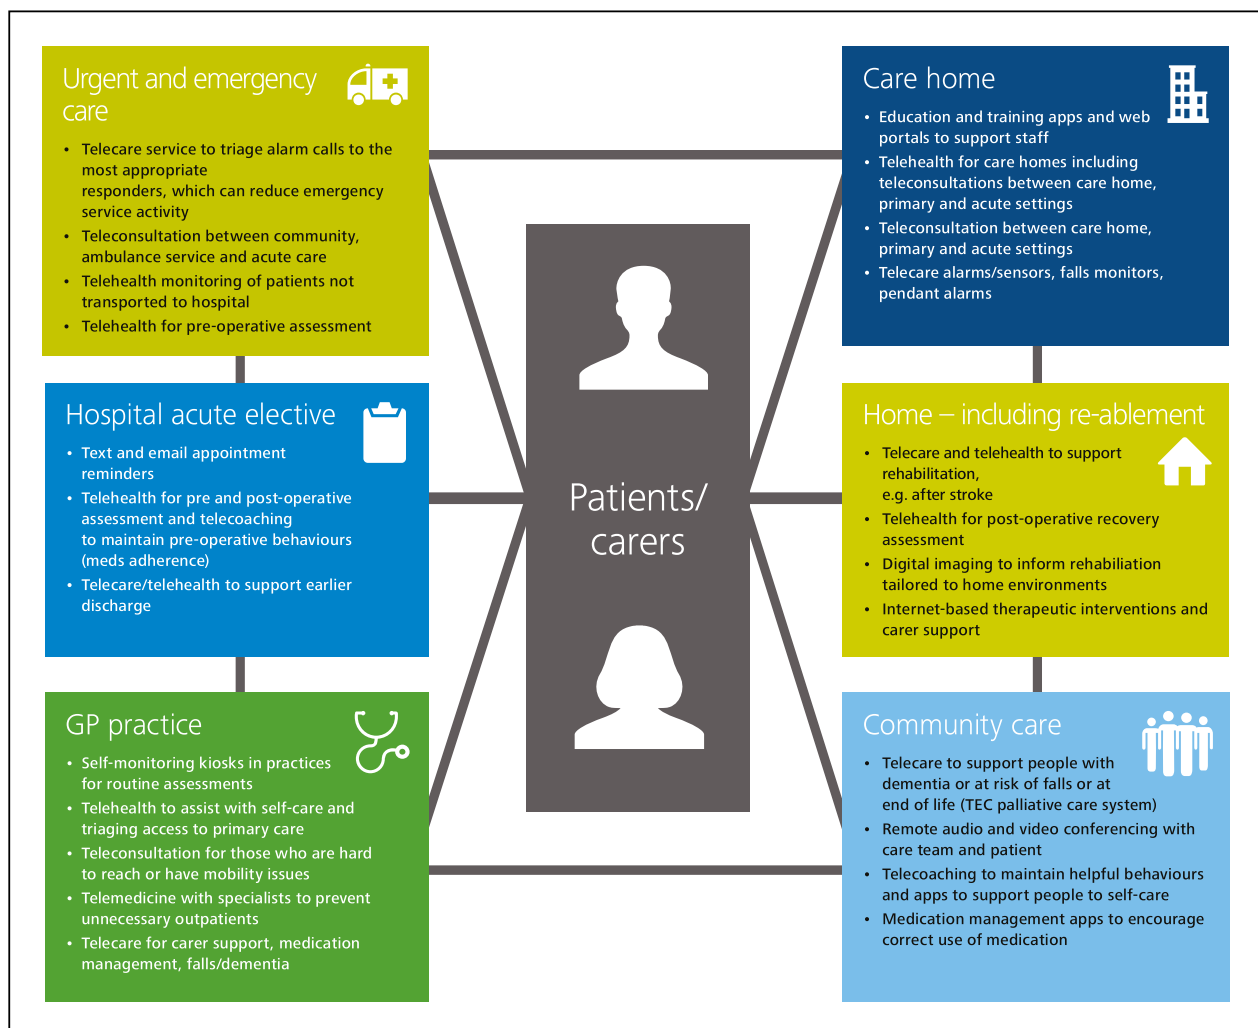 Urgent and emergency
care
• Telecare service to triage alarm calls to the
most appropriate
responders, which can reduce emergency
service activity
• Teleconsultation between community,
ambulance service and acute care
• Telehealth monitoring of patients not
transported to hospital
• Telehealth for pre-operative assessment
Hospital acute elective
• Text and email appointment
reminders
• Telehealth for pre and post-operative
assessment and telecoaching
to maintain pre-operative behaviours
(meds adherence)
• Telecare/telehealth to support earlier
discharge
GP practice
• Self-monitoring kiosks in practices
for routine assessments
• Telehealth to assist with self-care and
triaging access to primary care
• Teleconsultation for those who are hard
to reach or have mobility issues
• Telemedicine with specialists to prevent
unnecessary outpatients
• Telecare for carer support, medication
management, falls/dementia
Patients/
carers
Care home
• Education and training apps and web
portals to support staff
• Telehealth for care homes including
teleconsultations between care home,
primary and acute settings
• Teleconsultation between care home,
primary and acute settings
• Telecare alarms/sensors, falls monitors,
pendant alarms
Home – including re-ablement
• Telecare and telehealth to support
rehabilitation,
e.g. after stroke
• Telehealth for post-operative recovery
assessment
• Digital imaging to inform rehabiliation
tailored to home environments
• Internet-based therapeutic interventions and
carer support
Community care
• Telecare to support people with
dementia or at risk of falls or at
end of life (TEC palliative care system)
• Remote audio and video conferencing with
care team and patient
• Telecoaching to maintain helpful behaviours
and apps to support people to self-care
• Medication management apps to encourage
correct use of medication